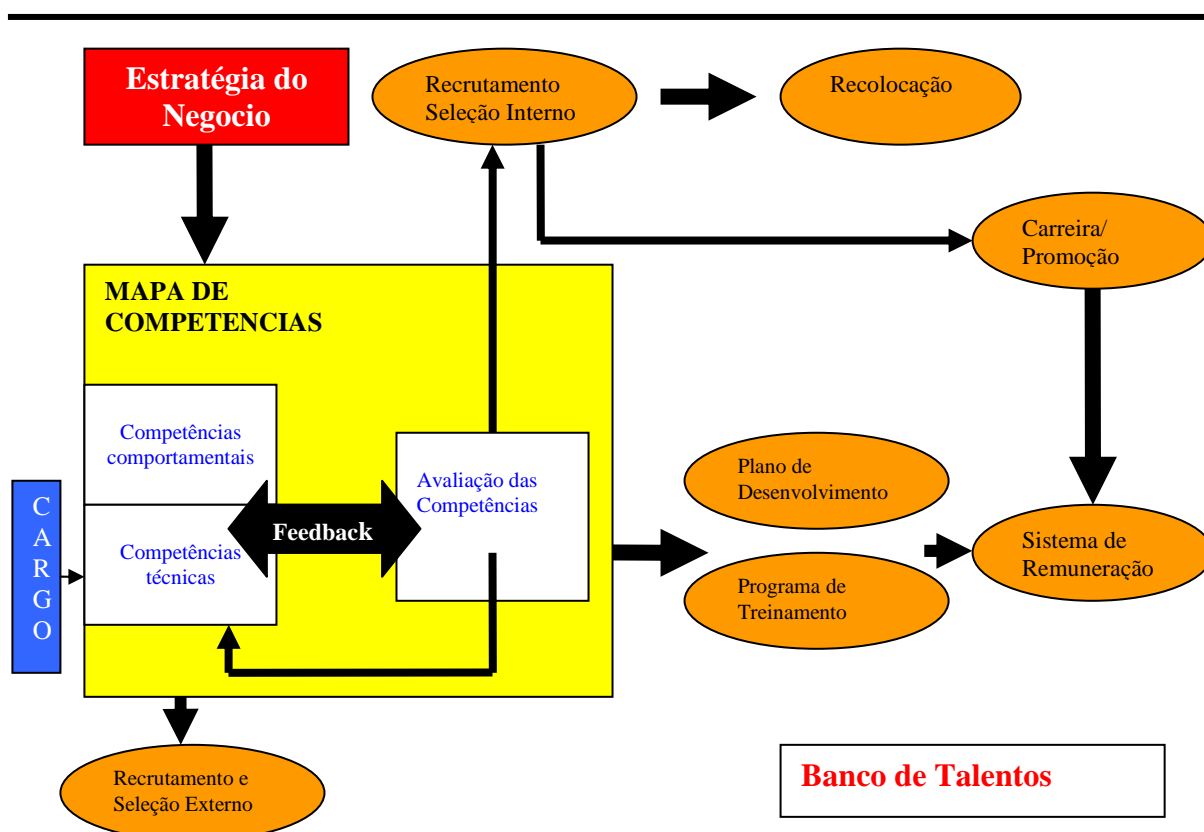 Estratégia do
Negocio
Recrutamento
Seleção Interno
Recolocação
Carreira/
Promoção
MAPA DE
COMPETENCIAS
Competências
comportamentais
Avaliação das
Competências
Plano de
Desenvolvimento
C
A
R
G
O
Feedback
Competências
técnicas
Sistema de
Remuneração
Programa de
Treinamento
Recrutamento e
Seleção Externo
Banco de Talentos